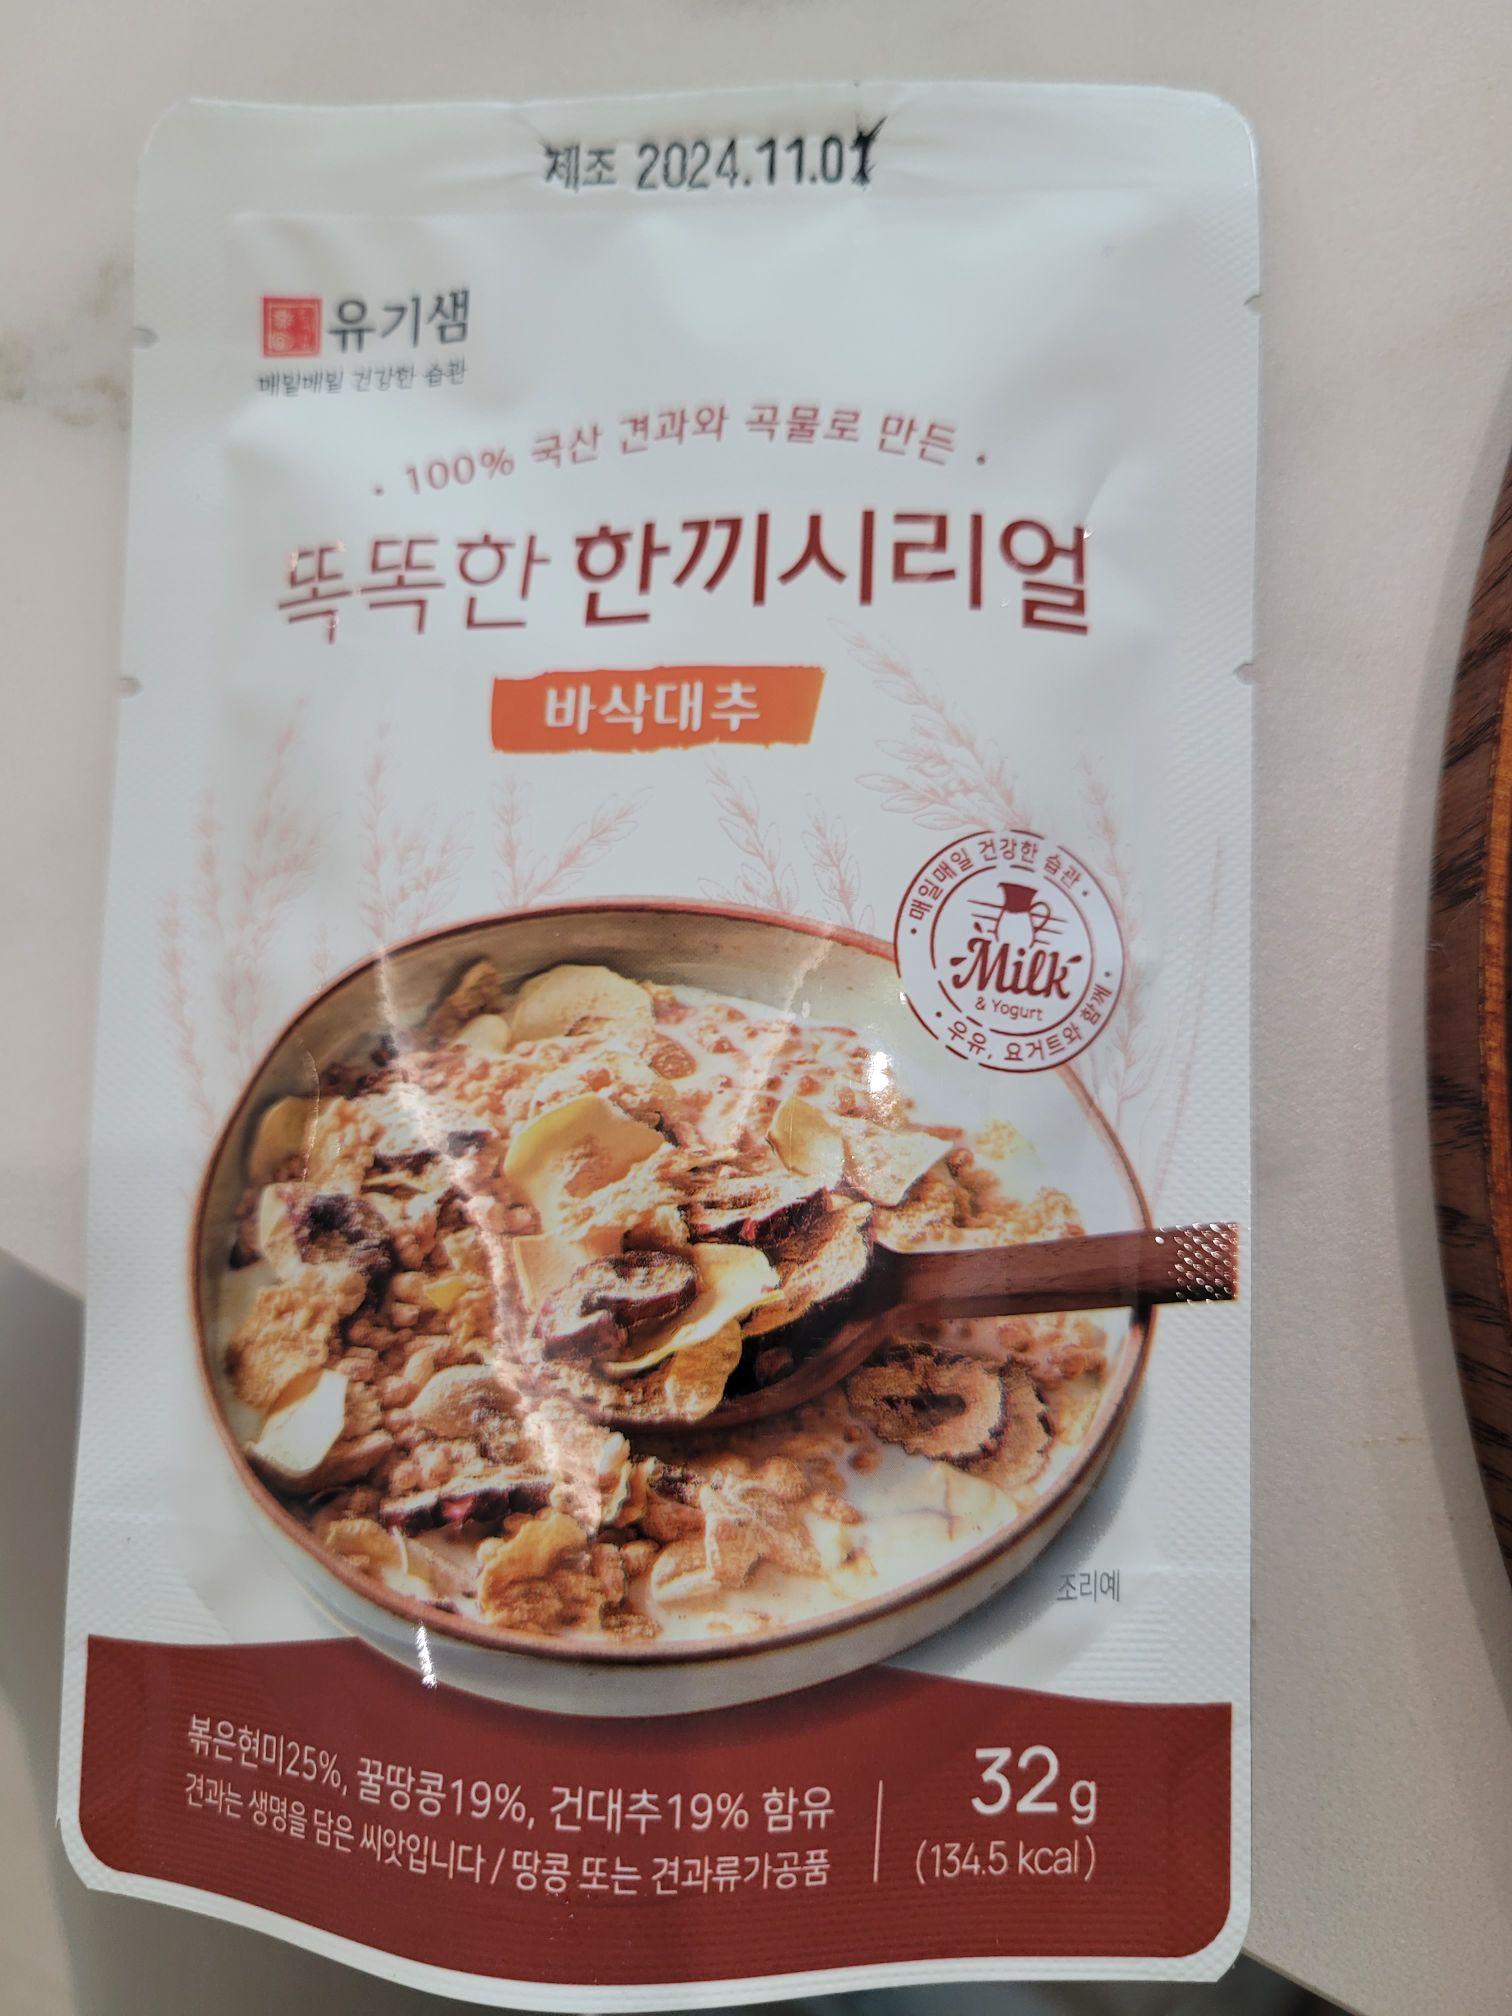 제조 2024.11.01
유기샘
매일매일 건강한 습관
· 100% 국산 견과와 곡물로 만든 ·
똑똑한 한끼시리얼
바삭대추
· 매일매일 건강한 습관 ·
Milk
& Yogurt
· 우유, 요거트와 함께 ·
조리예
볶은현미25%, 꿀땅콩19%, 건대추19% 함유
견과는 생명을 담은 씨앗입니다 / 땅콩 또는 견과류가공품
32g
(134.5 kcal)